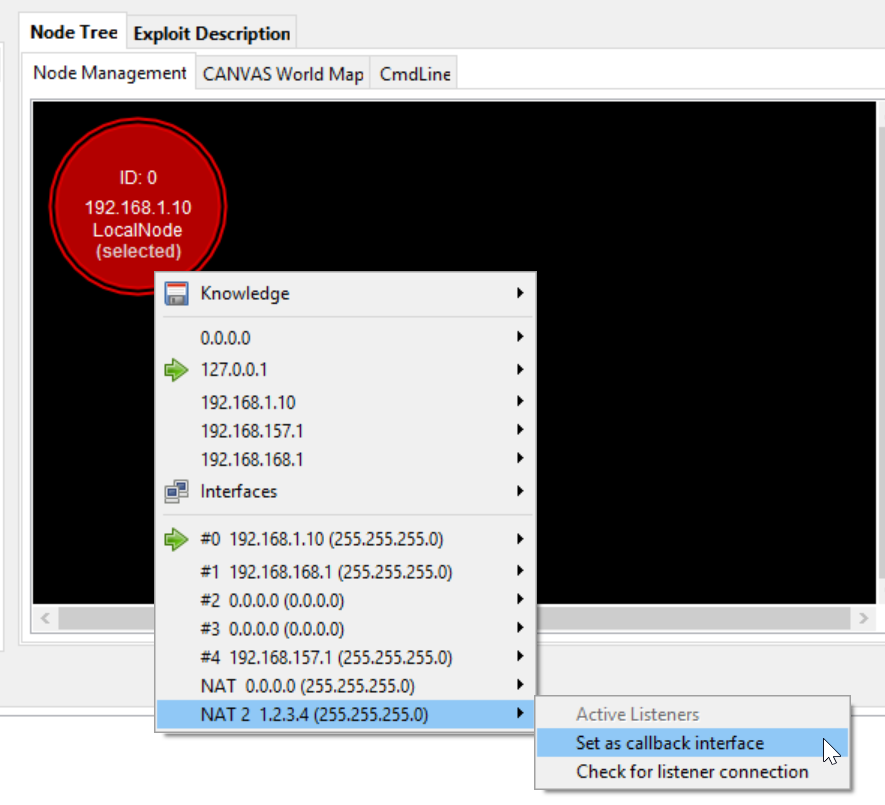 Node Tree Exploit Description
Node Management CANVAS World Map CmdLine
ID: 0
192.168.1.10
LocalNode
(selected)
Knowledge
0.0.0.0
127.0.0.1
192.168.1.10
192.168.157.1
192.168.168.1
Interfaces
#0 192.168.1.10 (255.255.255.0)
#1 192.168.168.1 (255.255.255.0)
#2 0.0.0.0 (0.0.0.0)
#3 0.0.0.0 (0.0.0.0)
#4 192.168.157.1 (255.255.255.0)
NAT 0.0.0.0 (255.255.255.0)
NAT 2 1.2.3.4 (255.255.255.0)
Active Listeners
Set as callback interface
Check for listener connection